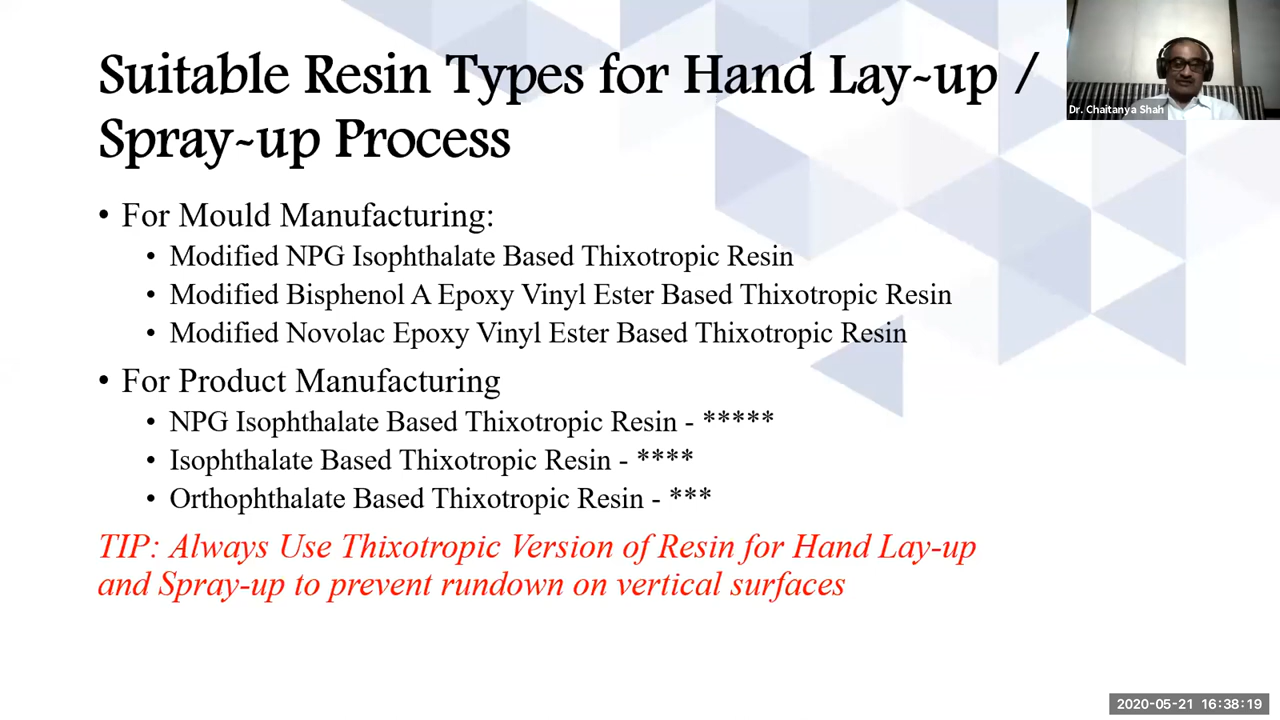 Suitable Resin Types for Hand Lay-up /
Spray-up Process
Dr. Chaitanya Shah
• For Mould Manufacturing:
• Modified NPG Isophthalate Based Thixotropic Resin
• Modified Bisphenol A Epoxy Vinyl Ester Based Thixotropic Resin
• Modified Novolac Epoxy Vinyl Ester Based Thixotropic Resin
• For Product Manufacturing
• NPG Isophthalate Based Thixotropic Resin - *****
• Isophthalate Based Thixotropic Resin - ****
• Orthophthalate Based Thixotropic Resin - ***
TIP: Always Use Thixotropic Version of Resin for Hand Lay-up
and Spray-up to prevent rundown on vertical surfaces
2020-05-21 16:38:19